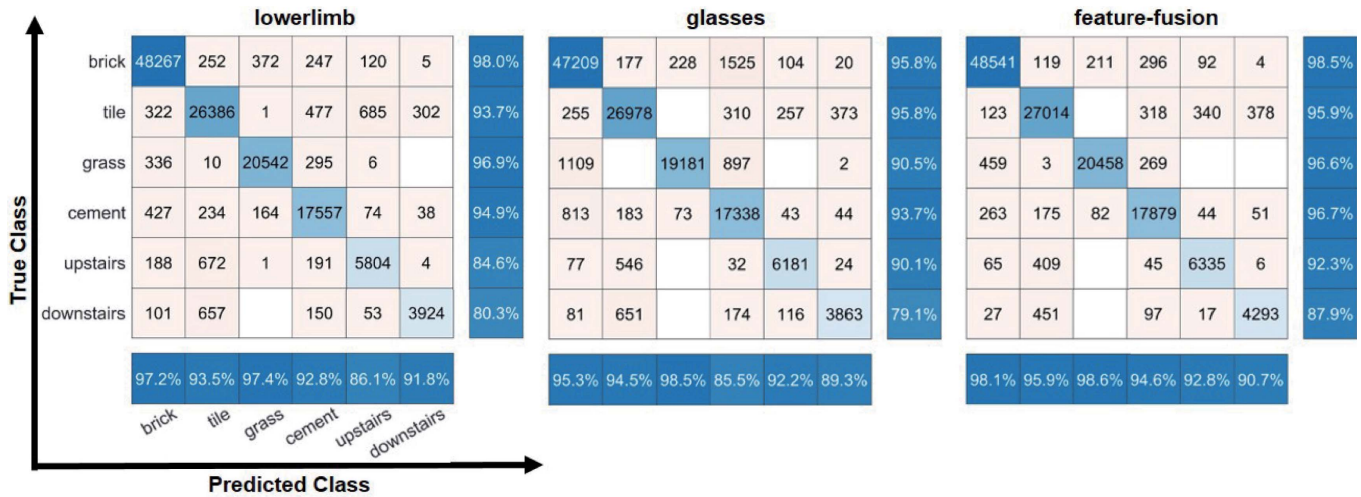 lowerlimb glasses feature-fusion
brick 48267 252 372 247 120 5 98.0% 47209 177 228 1525 104 20 95.8% 48541 119 211 296 92 4 98.5%
tile 322 26386 1 477 685 302 93.7% 255 26978 310 257 373 95.8% 123 27014 318 340 378 95.9%
grass 336 10 20542 295 6 96.9% 1109 19181 897 2 90.5% 459 3 20458 269 96.6%
cement 427 234 164 17557 74 38 94.9% 813 183 73 17338 43 44 93.7% 263 175 82 17879 44 51 96.7%
upstairs 188 672 1 191 5804 4 84.6% 77 546 32 6181 24 90.1% 65 409 45 6335 6 92.3%
downstairs 101 657 150 53 3924 80.3% 81 651 174 116 3863 79.1% 27 451 97 17 4293 87.9%
97.2% 93.5% 97.4% 92.8% 86.1% 91.8% 95.3% 94.5% 98.5% 85.5% 92.2% 89.3% 98.1% 95.9% 98.6% 94.6% 92.8% 90.7%
brick tile grass cement upstairs downstairs
True Class
Predicted Class